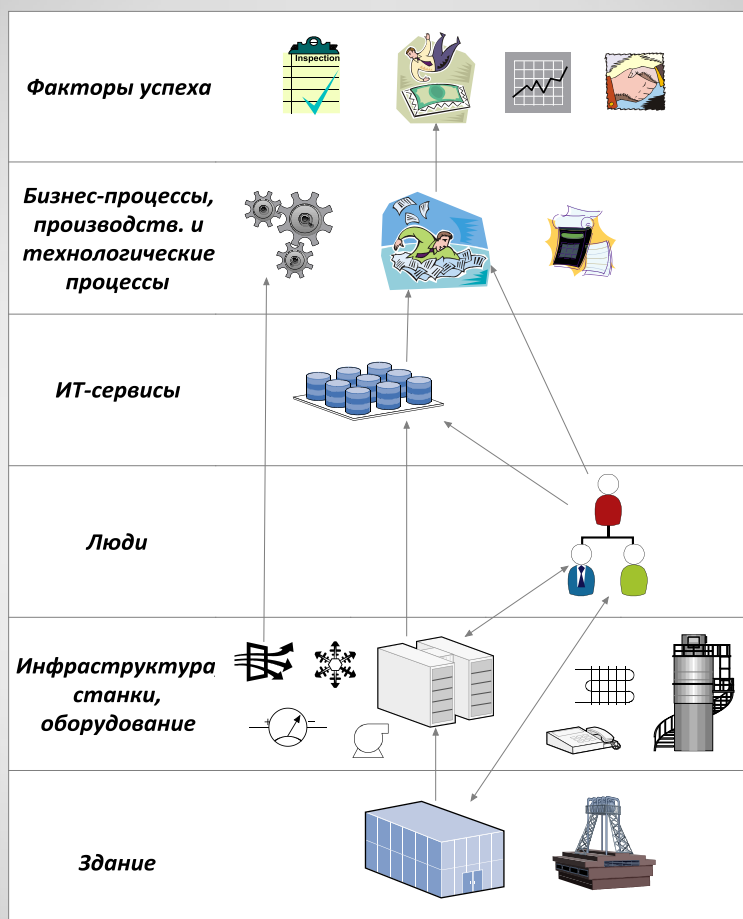 Факторы успеха
Inspection
Бизнес-процессы,
производств. и
технологические
процессы
ИТ-сервисы
Люди
Инфраструктура,
станки,
оборудование
+ –
Здание